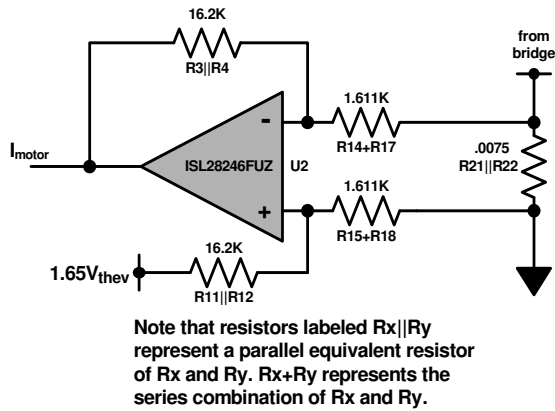 16.2K
R3||R4
from
bridge
1.611K
R14+R17
-
I motor
ISL28246FUZ
U2
.0075
R21||R22
+
1.611K
R15+R18
16.2K
1.65Vthev
R11||R12
Note that resistors labeled Rx||Ry
represent a parallel equivalent resistor
of Rx and Ry. Rx+Ry represents the
series combination of Rx and Ry.